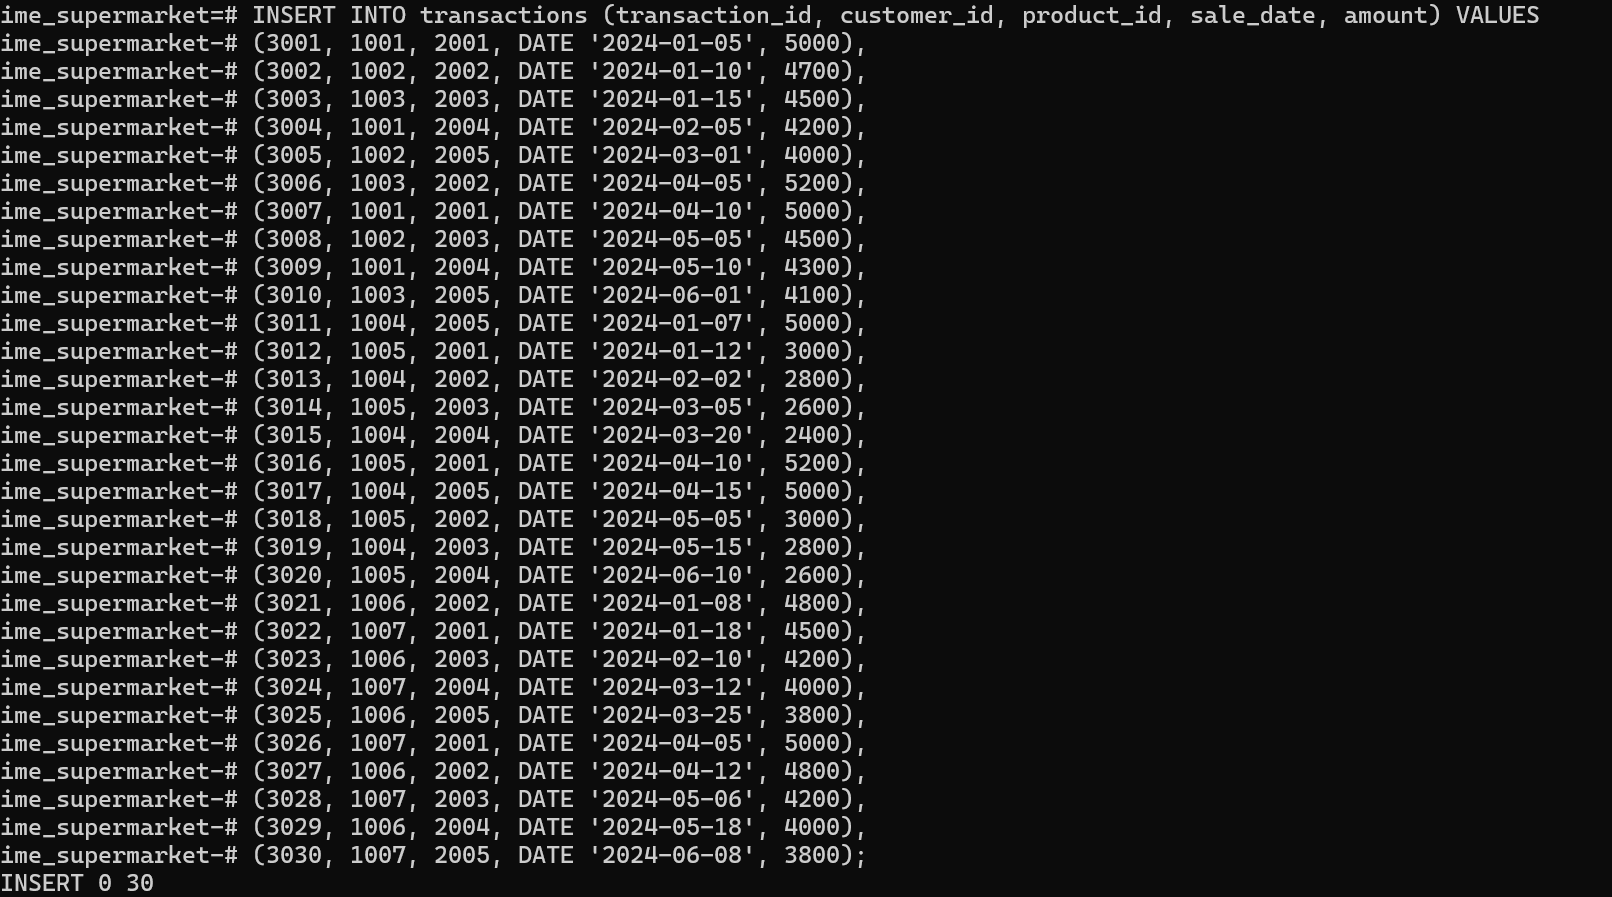 ime_supermarket=# INSERT INTO transactions (transaction_id, customer_id, product_id, sale_date, amount) VALUES
ime_supermarket-# (3001, 1001, 2001, DATE '2024-01-05', 5000),
ime_supermarket-# (3002, 1002, 2002, DATE '2024-01-10', 4700),
ime_supermarket-# (3003, 1003, 2003, DATE '2024-01-15', 4500),
ime_supermarket-# (3004, 1001, 2004, DATE '2024-02-05', 4200),
ime_supermarket-# (3005, 1002, 2005, DATE '2024-03-01', 4000),
ime_supermarket-# (3006, 1003, 2002, DATE '2024-04-05', 5200),
ime_supermarket-# (3007, 1001, 2001, DATE '2024-04-10', 5000),
ime_supermarket-# (3008, 1002, 2003, DATE '2024-05-05', 4500),
ime_supermarket-# (3009, 1001, 2004, DATE '2024-05-10', 4300),
ime_supermarket-# (3010, 1003, 2005, DATE '2024-06-01', 4100),
ime_supermarket-# (3011, 1004, 2005, DATE '2024-01-07', 5000),
ime_supermarket-# (3012, 1005, 2001, DATE '2024-01-12', 3000),
ime_supermarket-# (3013, 1004, 2002, DATE '2024-02-02', 2800),
ime_supermarket-# (3014, 1005, 2003, DATE '2024-03-05', 2600),
ime_supermarket-# (3015, 1004, 2004, DATE '2024-03-20', 2400),
ime_supermarket-# (3016, 1005, 2001, DATE '2024-04-10', 5200),
ime_supermarket-# (3017, 1004, 2005, DATE '2024-04-15', 5000),
ime_supermarket-# (3018, 1005, 2002, DATE '2024-05-05', 3000),
ime_supermarket-# (3019, 1004, 2003, DATE '2024-05-15', 2800),
ime_supermarket-# (3020, 1005, 2004, DATE '2024-06-10', 2600),
ime_supermarket-# (3021, 1006, 2002, DATE '2024-01-08', 4800),
ime_supermarket-# (3022, 1007, 2001, DATE '2024-01-18', 4500),
ime_supermarket-# (3023, 1006, 2003, DATE '2024-02-10', 4200),
ime_supermarket-# (3024, 1007, 2004, DATE '2024-03-12', 4000),
ime_supermarket-# (3025, 1006, 2005, DATE '2024-03-25', 3800),
ime_supermarket-# (3026, 1007, 2001, DATE '2024-04-05', 5000),
ime_supermarket-# (3027, 1006, 2002, DATE '2024-04-12', 4800),
ime_supermarket-# (3028, 1007, 2003, DATE '2024-05-06', 4200),
ime_supermarket-# (3029, 1006, 2004, DATE '2024-05-18', 4000),
ime_supermarket-# (3030, 1007, 2005, DATE '2024-06-08', 3800);
INSERT 0 30